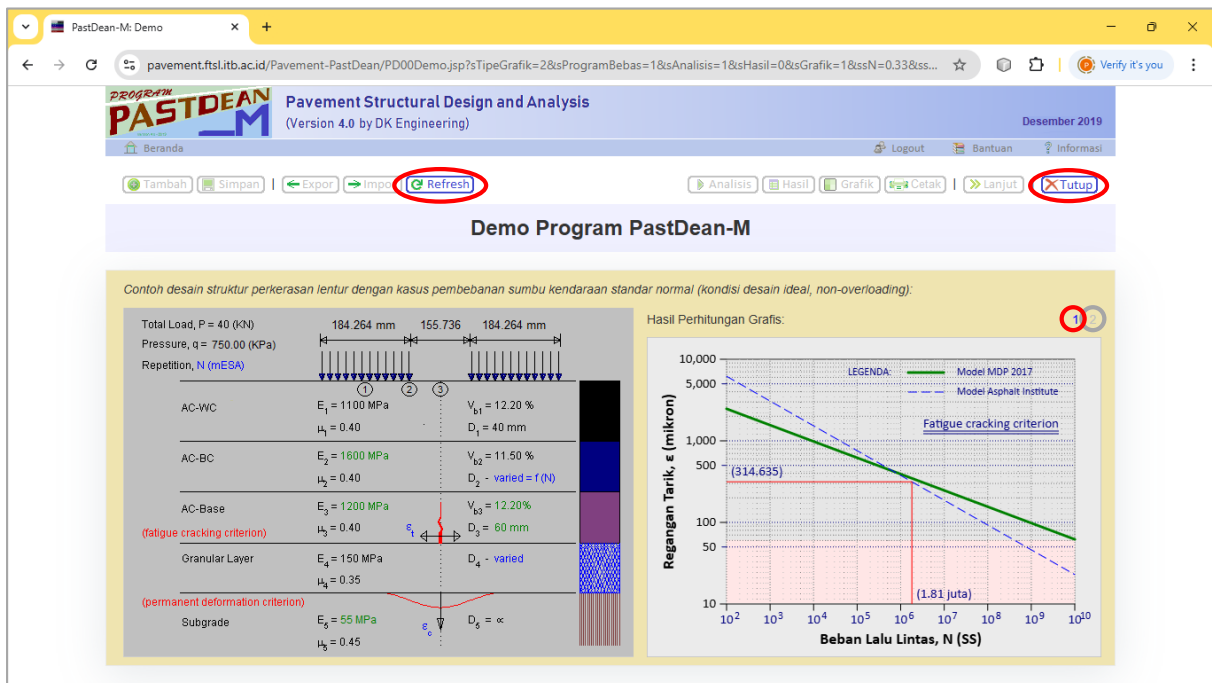 PastDean-M: Demo
pavement.ftsl.itb.ac.id/Pavement-PastDean/PD00Demo.jsp?sTipeGrafik=2&sProgramBebas=1&sAnalisis=1&sHasil=0&sGrafik=1&ssN=0.33&ss...
Verify it's you
PROGRAM
PASTDEAN
_M
Pavement Structural Design and Analysis
(Version 4.0 by DK Engineering)
Desember 2019
Beranda
Logout Bantuan Informasi
Tambah Simpan | Expor Impor Refresh
Analisis Hasil Grafik Cetak | Lanjut Tutup
Demo Program PastDean-M
Contoh desain struktur perkerasan lentur dengan kasus pembebanan sumbu kendaraan standar normal (kondisi desain ideal, non-overloading):
Total Load, P = 40 (KN)
Pressure, q = 750.00 (KPa)
Repetition, N (mESA)
184.264 mm 155.736 184.264 mm
1 2 3
AC-WC E1 = 1100 MPa Vb1 = 12.20 %
μ1 = 0.40 D1 = 40 mm
AC-BC E2 = 1600 MPa Vb2 = 11.50 %
μ2 = 0.40 D2 - varied = f (N)
AC-Base E3 = 1200 MPa Vb3 = 12.20%
(fatigue cracking criterion) μ3 = 0.40 εt D3 = 60 mm
Granular Layer E4 = 150 MPa D4 - varied
μ4 = 0.35
(permanent deformation criterion)
Subgrade E5 = 55 MPa εc D5 = ∝
μ5 = 0.45
Hasil Perhitungan Grafis:
1 2
Regangan Tarik, ε (mikron)
10,000
5,000
1,000
500
100
50
10
LEGENDA: Model MDP 2017
Model Asphalt Institute
Fatigue cracking criterion
(314.635)
(1.81 juta)
10² 10³ 10⁴ 10⁵ 10⁶ 10⁷ 10⁸ 10⁹ 10¹⁰
Beban Lalu Lintas, N (SS)